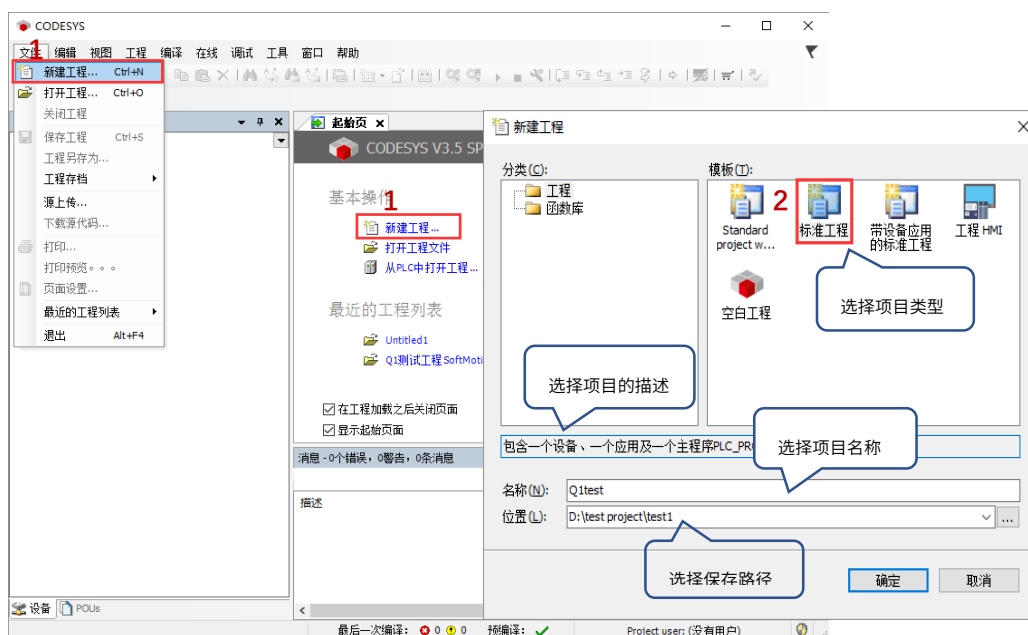 CODESYS
文件 编辑 视图 工程 编译 在线 调试 工具 窗口 帮助
1
新建工程... Ctrl+N
打开工程... Ctrl+O
关闭工程
保存工程 Ctrl+S
工程另存为...
工程存档
源上传...
下载源代码...
打印...
打印预览。。。
页面设置...
最近的工程列表
退出 Alt+F4
起始页
CODESYS V3.5 SP
基本操作
1
新建工程...
打开工程文件
从PLC中打开工程...
最近的工程列表
Untitled1
Q1测试工程 SoftMoti
在工程加载之后关闭页面
显示起始页面
消息 - 0个错误，0警告，0条消息
描述
设备 POUs
最后一次编译： 0 0 预编译： Project user: (没有用户)
新建工程
分类(C):
工程
函数库
模板(T):
2
Standard project w...
标准工程
带设备应用的标准工程
工程 HMI
空白工程
选择项目类型
选择项目的描述
包含一个设备、一个应用及一个主程序PLC_PR
选择项目名称
名称(N): Q1test
位置(L): D:\test project\test1
...
选择保存路径
确定 取消